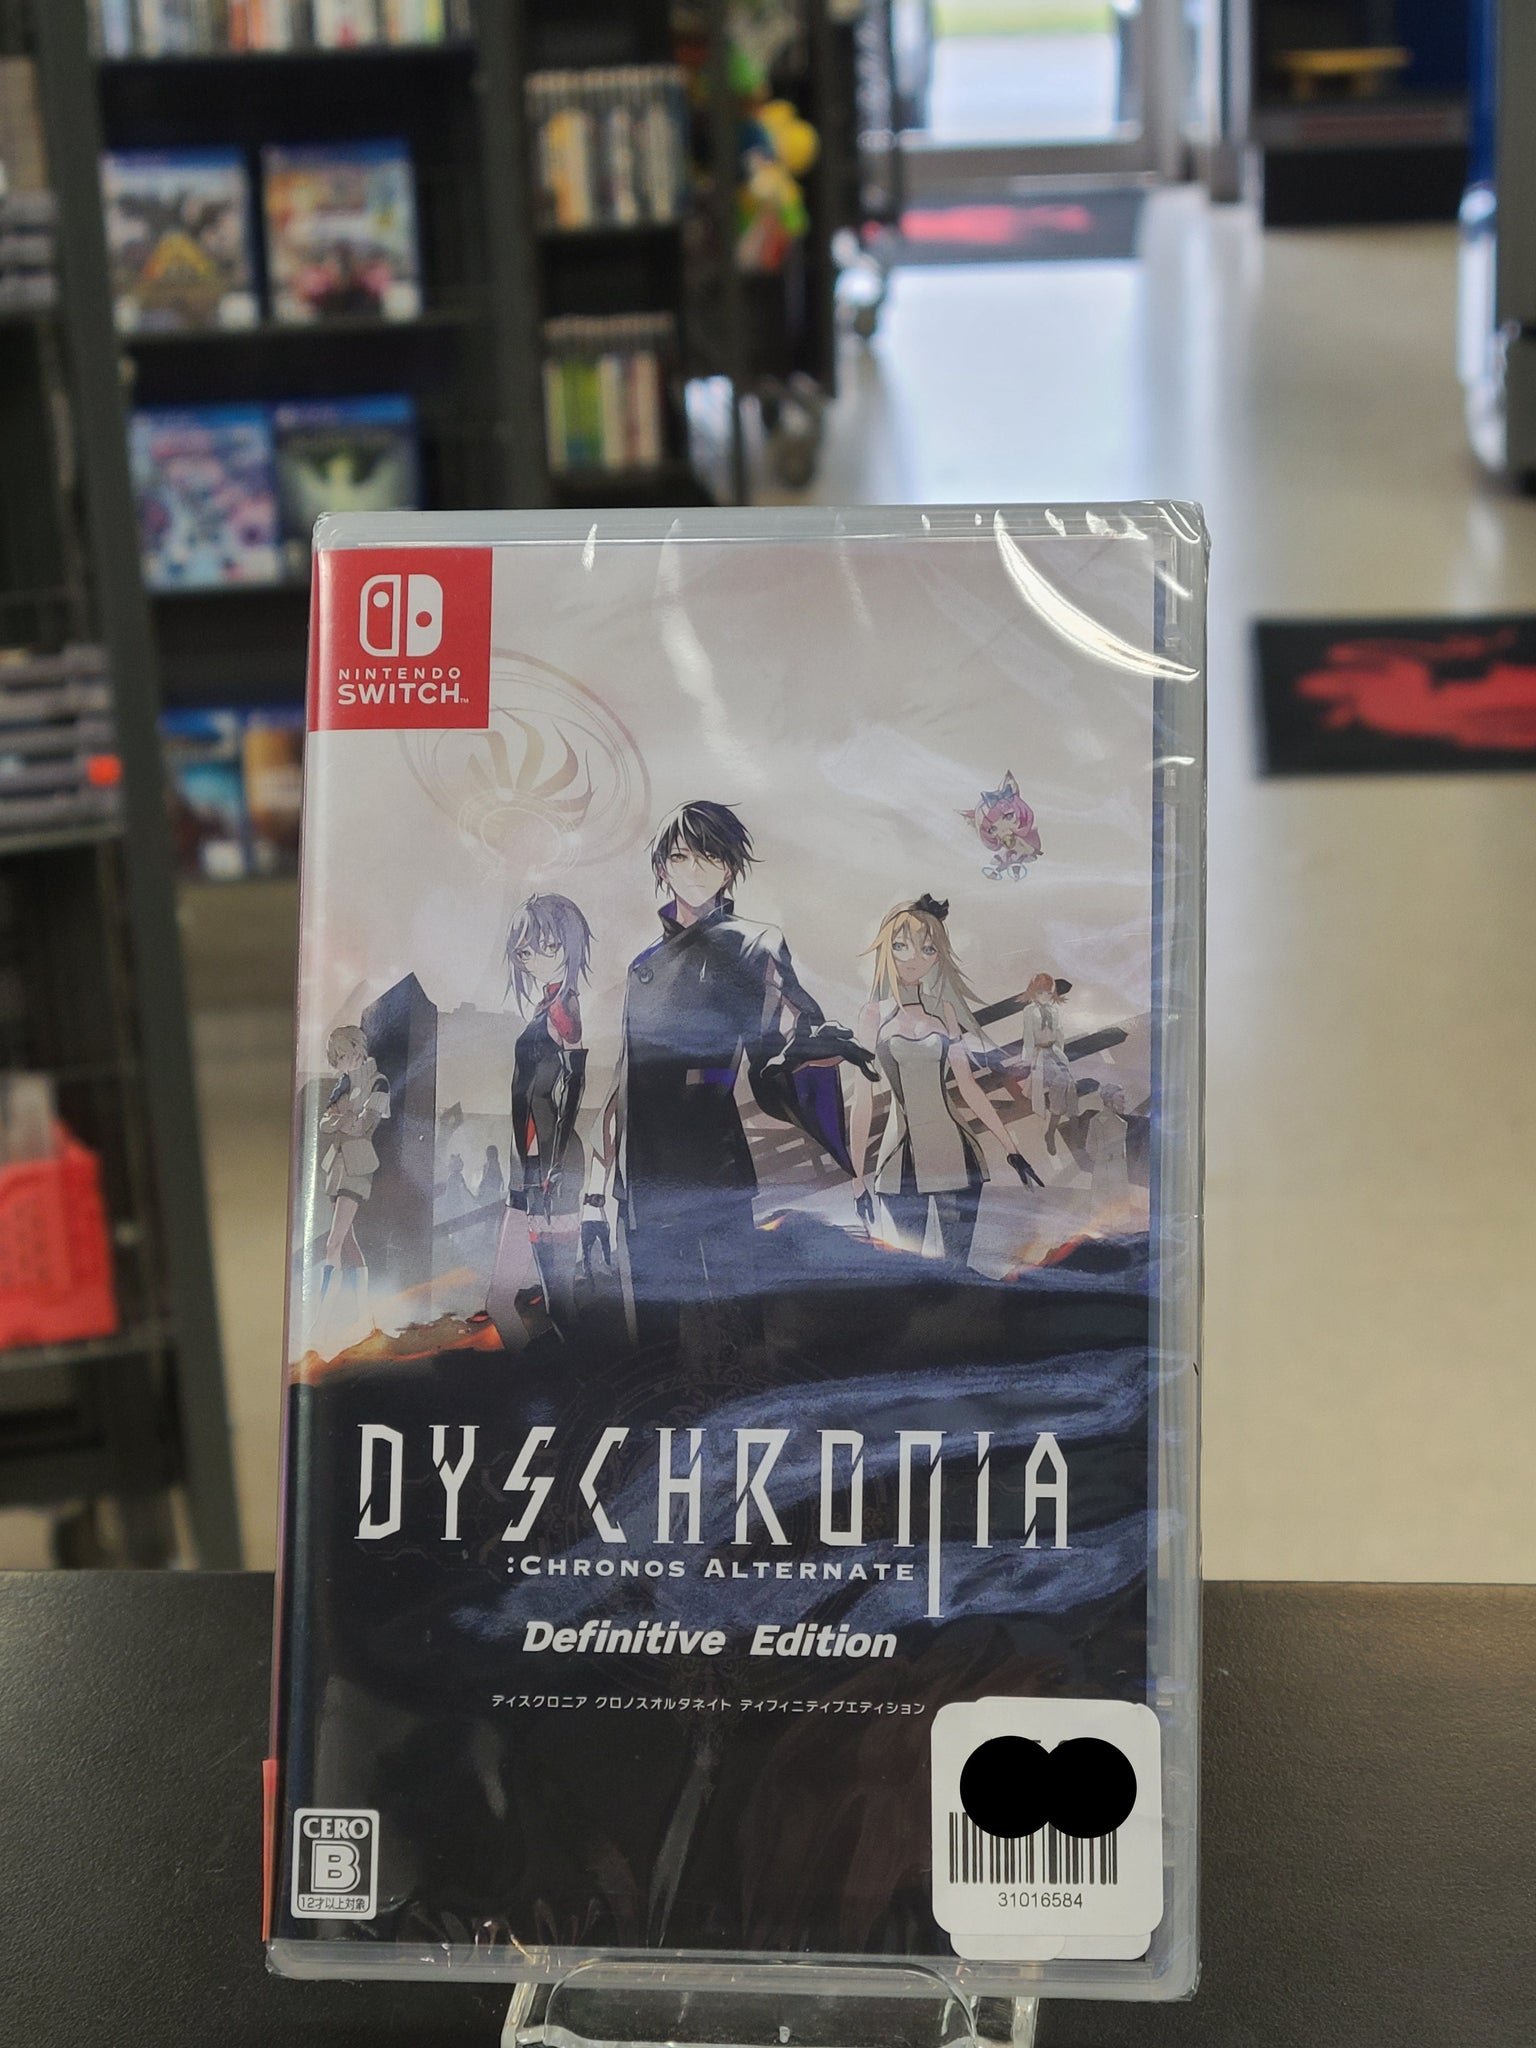 NINTENDO
SWITCH™
DYSCHRONIA
:CHRONOS ALTERNATE
Definitive Edition
ディスクロニア クロノスオルタネイト ディフィニティブエディション
CERO
B
12才以上対象
31016584